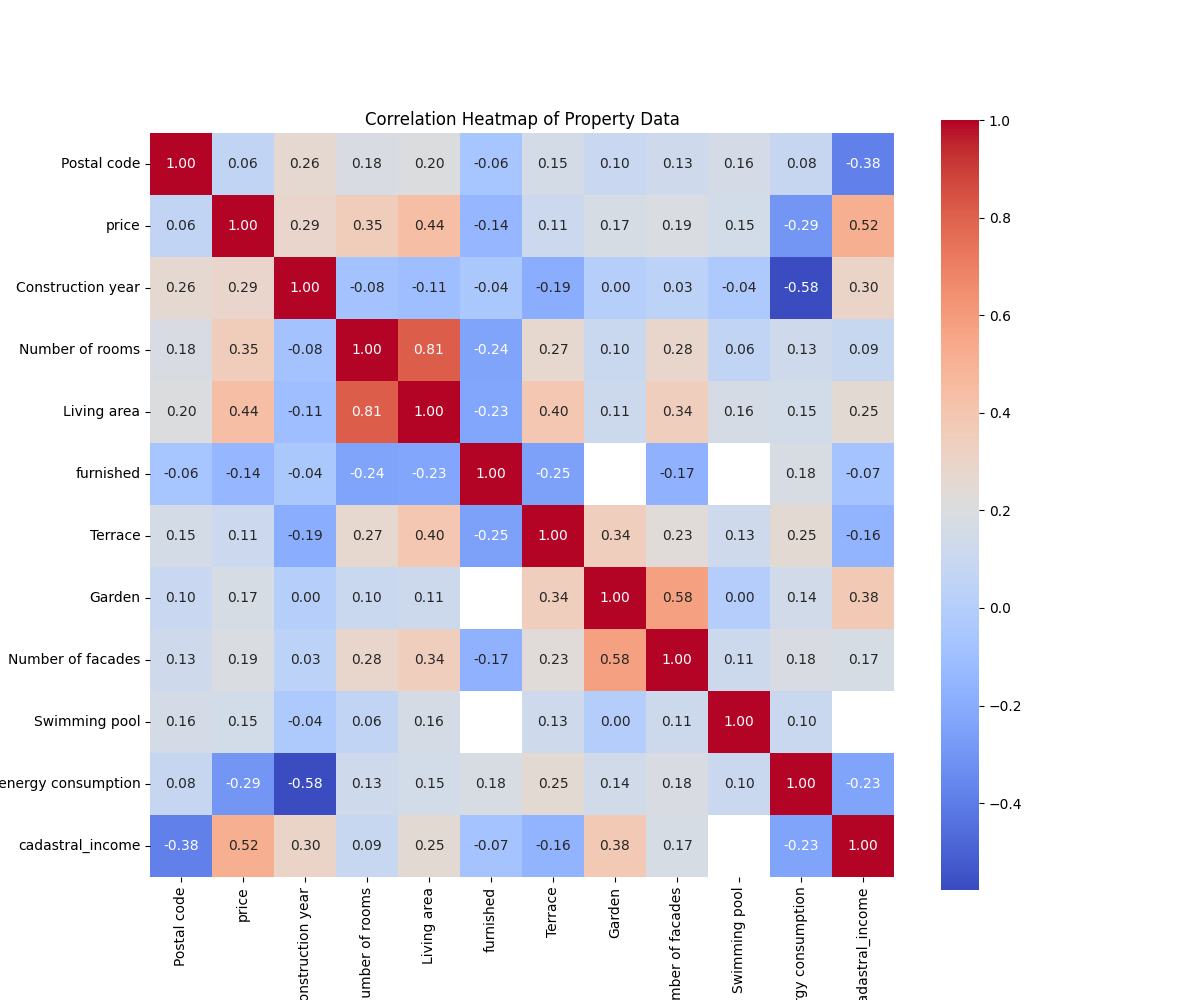 Correlation Heatmap of Property Data
1.0
Postal code 1.00 0.06 0.26 0.18 0.20 -0.06 0.15 0.10 0.13 0.16 0.08 -0.38
0.8
price 0.06 1.00 0.29 0.35 0.44 -0.14 0.11 0.17 0.19 0.15 -0.29 0.52
Construction year 0.26 0.29 1.00 -0.08 -0.11 -0.04 -0.19 0.00 0.03 -0.04 -0.58 0.30
0.6
Number of rooms 0.18 0.35 -0.08 1.00 0.81 -0.24 0.27 0.10 0.28 0.06 0.13 0.09
Living area 0.20 0.44 -0.11 0.81 1.00 -0.23 0.40 0.11 0.34 0.16 0.15 0.25
0.4
furnished -0.06 -0.14 -0.04 -0.24 -0.23 1.00 -0.25 -0.17 0.18 -0.07
0.2
Terrace 0.15 0.11 -0.19 0.27 0.40 -0.25 1.00 0.34 0.23 0.13 0.25 -0.16
Garden 0.10 0.17 0.00 0.10 0.11 0.34 1.00 0.58 0.00 0.14 0.38
0.0
Number of facades 0.13 0.19 0.03 0.28 0.34 -0.17 0.23 0.58 1.00 0.11 0.18 0.17
−0.2
Swimming pool 0.16 0.15 -0.04 0.06 0.16 0.13 0.00 0.11 1.00 0.10
energy consumption 0.08 -0.29 -0.58 0.13 0.15 0.18 0.25 0.14 0.18 0.10 1.00 -0.23
−0.4
cadastral_income -0.38 0.52 0.30 0.09 0.25 -0.07 -0.16 0.38 0.17 -0.23 1.00
Postal code
price
onstruction year
umber of rooms
Living area
furnished
Terrace
Garden
mber of facades
Swimming pool
gy consumption
adastral_income